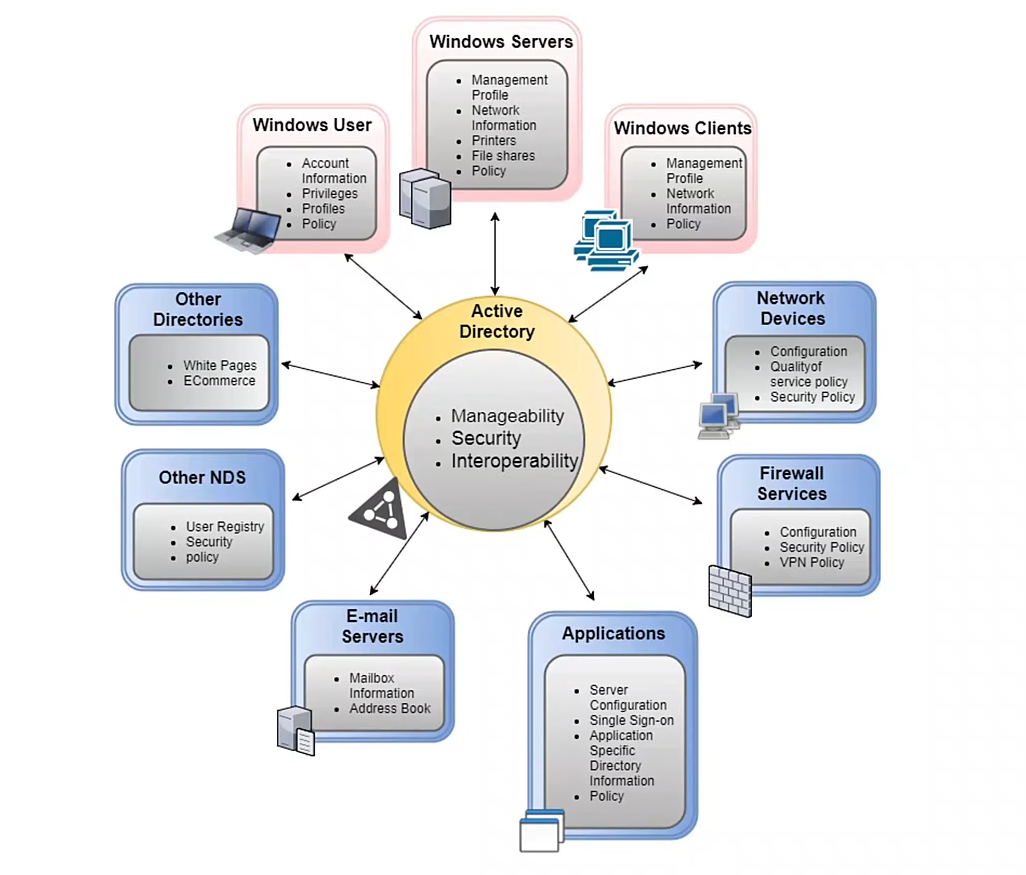 Windows Servers
Management
Profile
Network
Information
Printers
File shares
Policy
Windows User
Account
Information
Privileges
Profiles
Policy
Windows Clients
Management
Profile
Network
Information
Policy
Other
Directories
White Pages
ECommerce
Active
Directory
Manageability
Security
Interoperability
Network
Devices
Configuration
Qualityof
service policy
Security Policy
Other NDS
User Registry
Security
policy
Firewall
Services
Configuration
Security Policy
VPN Policy
E-mail
Servers
Mailbox
Information
Address Book
Applications
Server
Configuration
Single Sign-on
Application
Specific
Directory
Information
Policy